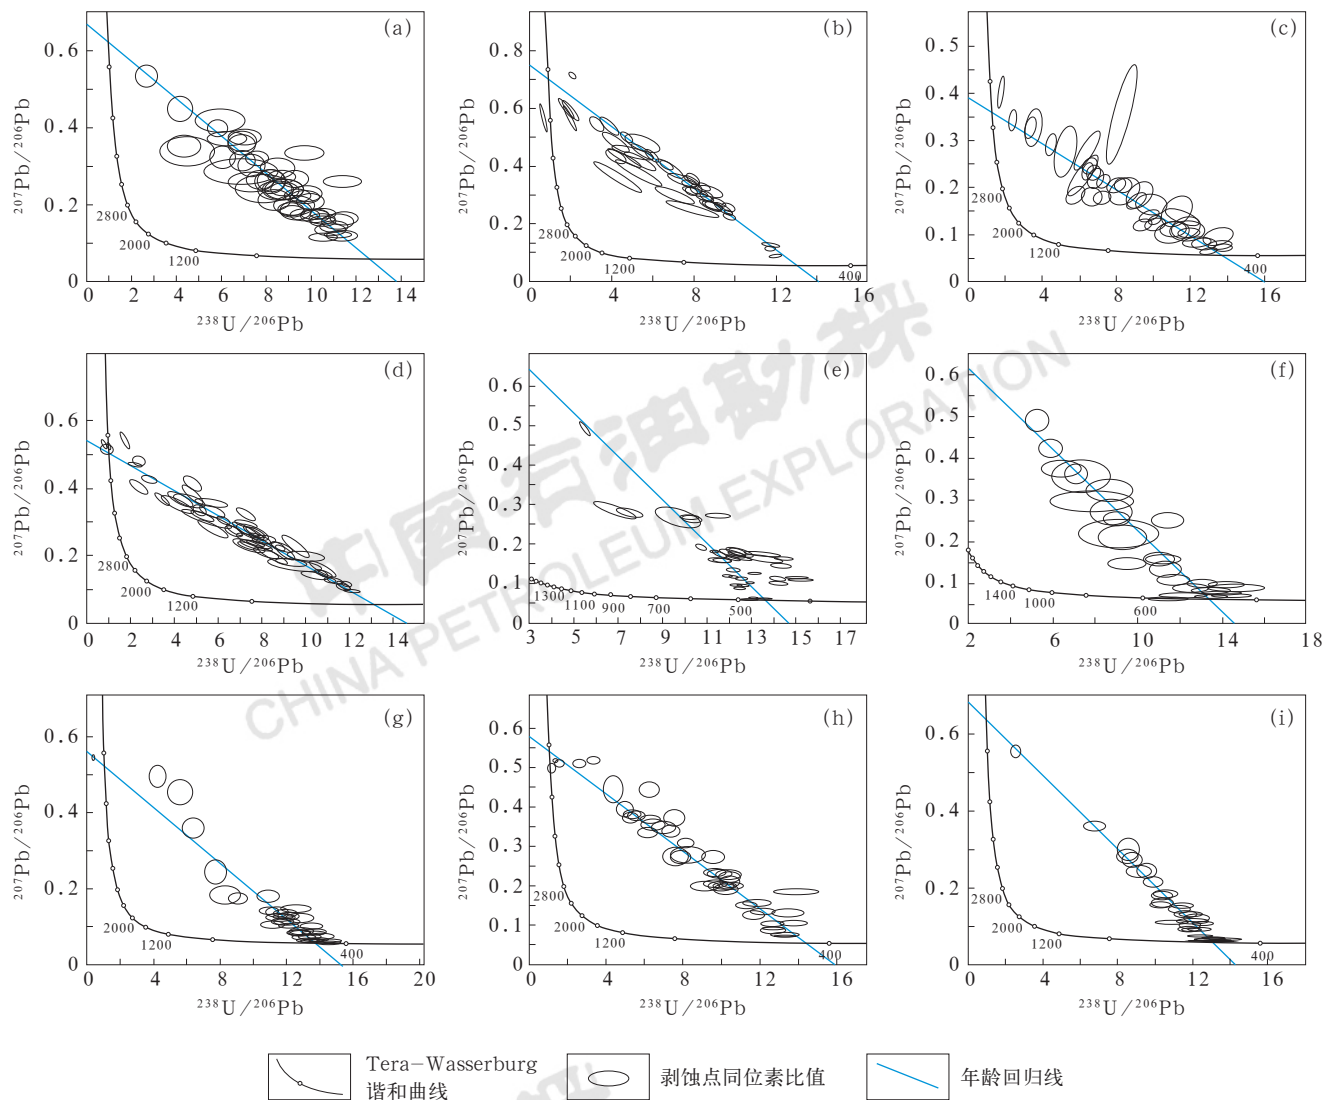 (a)
0.6
0.4
0.2
0
2800
2000
1200
0 2 4 6 8 10 12 14
²⁰⁷Pb/²⁰⁶Pb
²³⁸U/²⁰⁶Pb
(b)
0.8
0.6
0.4
0.2
0
2800
2000
1200
400
0 2 4 6 8 10 12 14 16
²⁰⁷Pb/²⁰⁶Pb
²³⁸U/²⁰⁶Pb
(c)
0.5
0.4
0.3
0.2
0.1
0
2800
2000
1200
400
0 4 8 12 16
²⁰⁷Pb/²⁰⁶Pb
²³⁸U/²⁰⁶Pb
(d)
0.6
0.4
0.2
0
2800
2000
1200
0 2 4 6 8 10 12 14
²⁰⁷Pb/²⁰⁶Pb
²³⁸U/²⁰⁶Pb
(e)
0.6
0.5
0.4
0.3
0.2
0.1
0
1300
1100
900
700
500
3 5 7 9 11 13 15 17
²⁰⁷Pb/²⁰⁶Pb
²³⁸U/²⁰⁶Pb
(f)
0.6
0.5
0.4
0.3
0.2
0.1
0
1400
1000
600
2 6 10 14 18
²⁰⁷Pb/²⁰⁶Pb
²³⁸U/²⁰⁶Pb
(g)
0.6
0.4
0.2
0
2000
1200
400
0 4 8 12 16 20
²⁰⁷Pb/²⁰⁶Pb
²³⁸U/²⁰⁶Pb
(h)
0.6
0.5
0.4
0.3
0.2
0.1
0
2800
2000
1200
400
0 4 8 12 16
²⁰⁷Pb/²⁰⁶Pb
²³⁸U/²⁰⁶Pb
(i)
0.6
0.4
0.2
0
2800
2000
1200
400
0 4 8 12 16
²⁰⁷Pb/²⁰⁶Pb
²³⁸U/²⁰⁶Pb
中国石油勘探
CHINA PETROLEUM EXPLORATION
Tera-Wasserburg
谐和曲线
剥蚀点同位素比值
年龄回归线